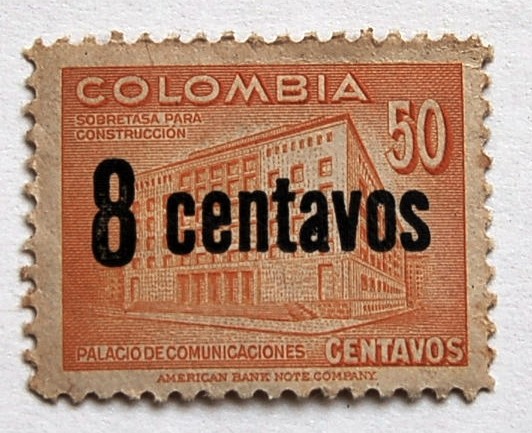 COLOMBIA
SOBRETASA PARA
CONSTRUCCIÓN
50
8 centavos
PALACIO DE COMUNICACIONES CENTAVOS
AMERICAN BANK NOTE COMPANY.